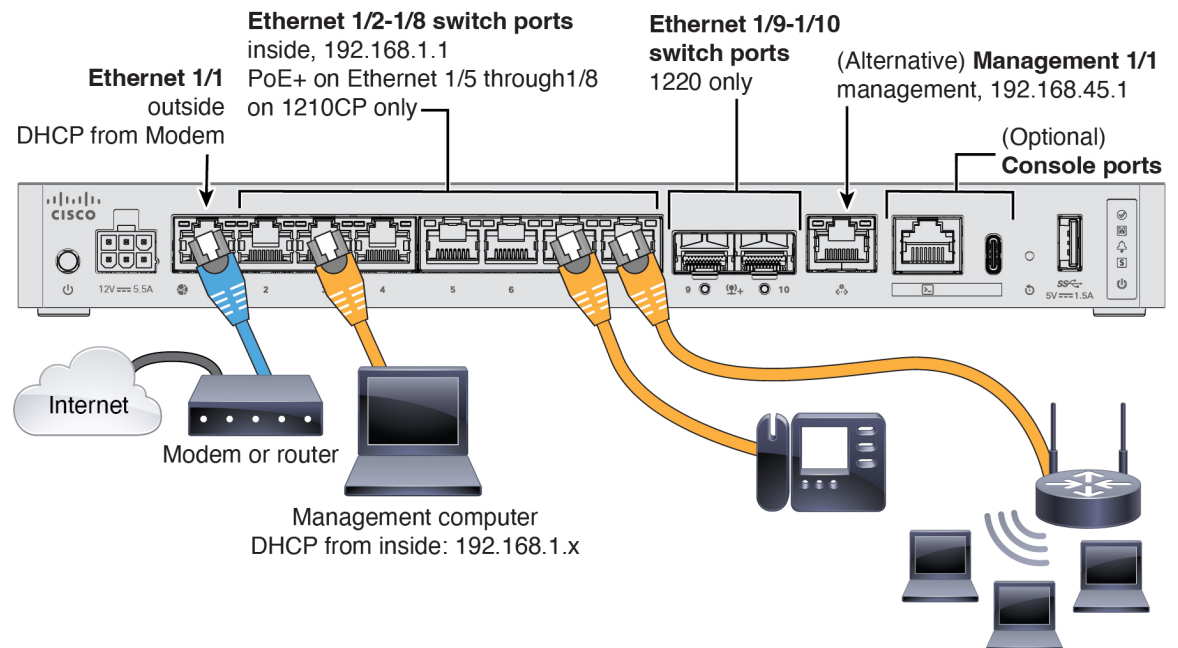 Ethernet 1/2-1/8 switch ports
inside, 192.168.1.1
PoE+ on Ethernet 1/5 through1/8
on 1210CP only
Ethernet 1/9-1/10
switch ports
1220 only
Ethernet 1/1
outside
DHCP from Modem
(Alternative) Management 1/1
management, 192.168.45.1
(Optional)
Console ports
CISCO
12V 5.5A
2
3
4
5
6
9
10
S
SS
5V 1.5A
Internet
Modem or router
Management computer
DHCP from inside: 192.168.1.x